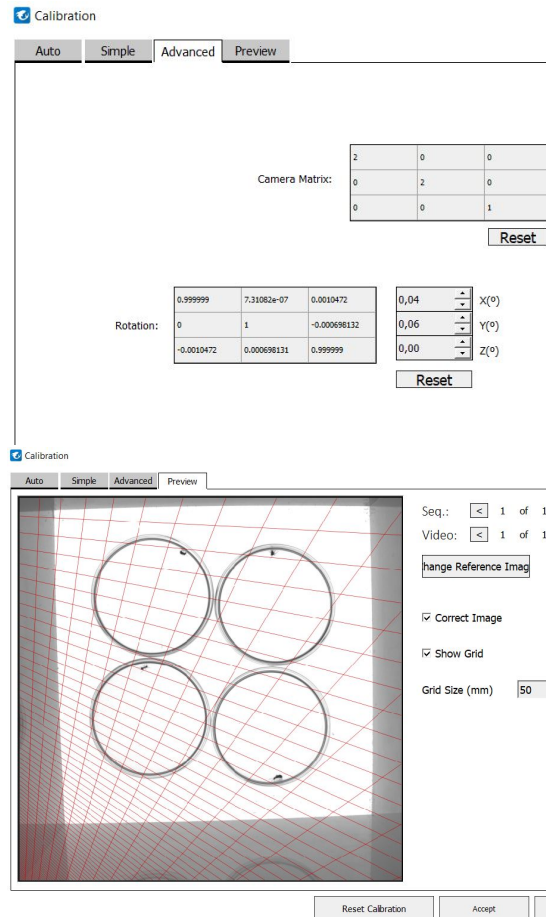 Calibration
Auto Simple Advanced Preview
Camera Matrix:
2 0 0
0 2 0
0 0 1
Reset
Rotation:
0.999999 7.31082e-07 0.0010472
0 1 -0.000698132
-0.0010472 0.000698131 0.999999
0,04 X(º)
0,06 Y(º)
0,00 Z(º)
Reset
Calibration
Auto Simple Advanced Preview
Seq.: < 1 of 1
Video: < 1 of 1
hange Reference Imag
Correct Image
Show Grid
Grid Size (mm) 50
Reset Calibration Accept